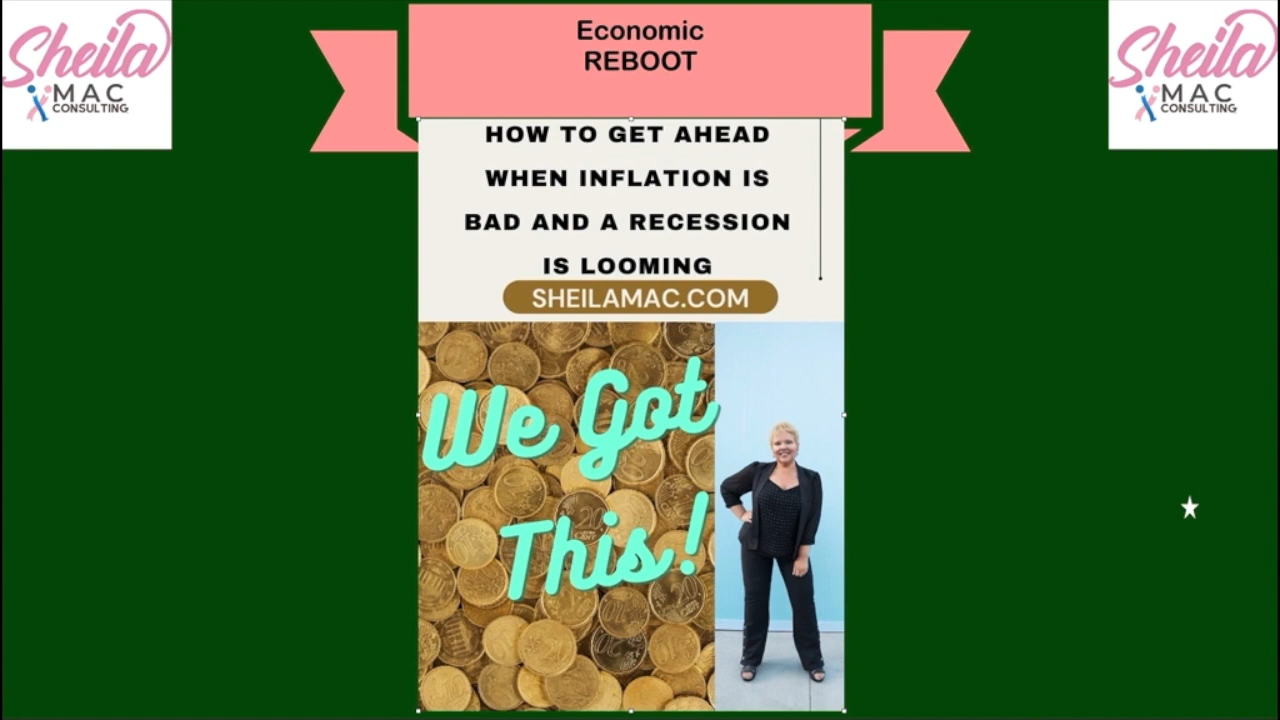 Sheila
MAC
CONSULTING
Economic
REBOOT
Sheila
MAC
CONSULTING
HOW TO GET AHEAD
WHEN INFLATION IS
BAD AND A RECESSION
IS LOOMING
SHEILAMAC.COM
We Got
This!